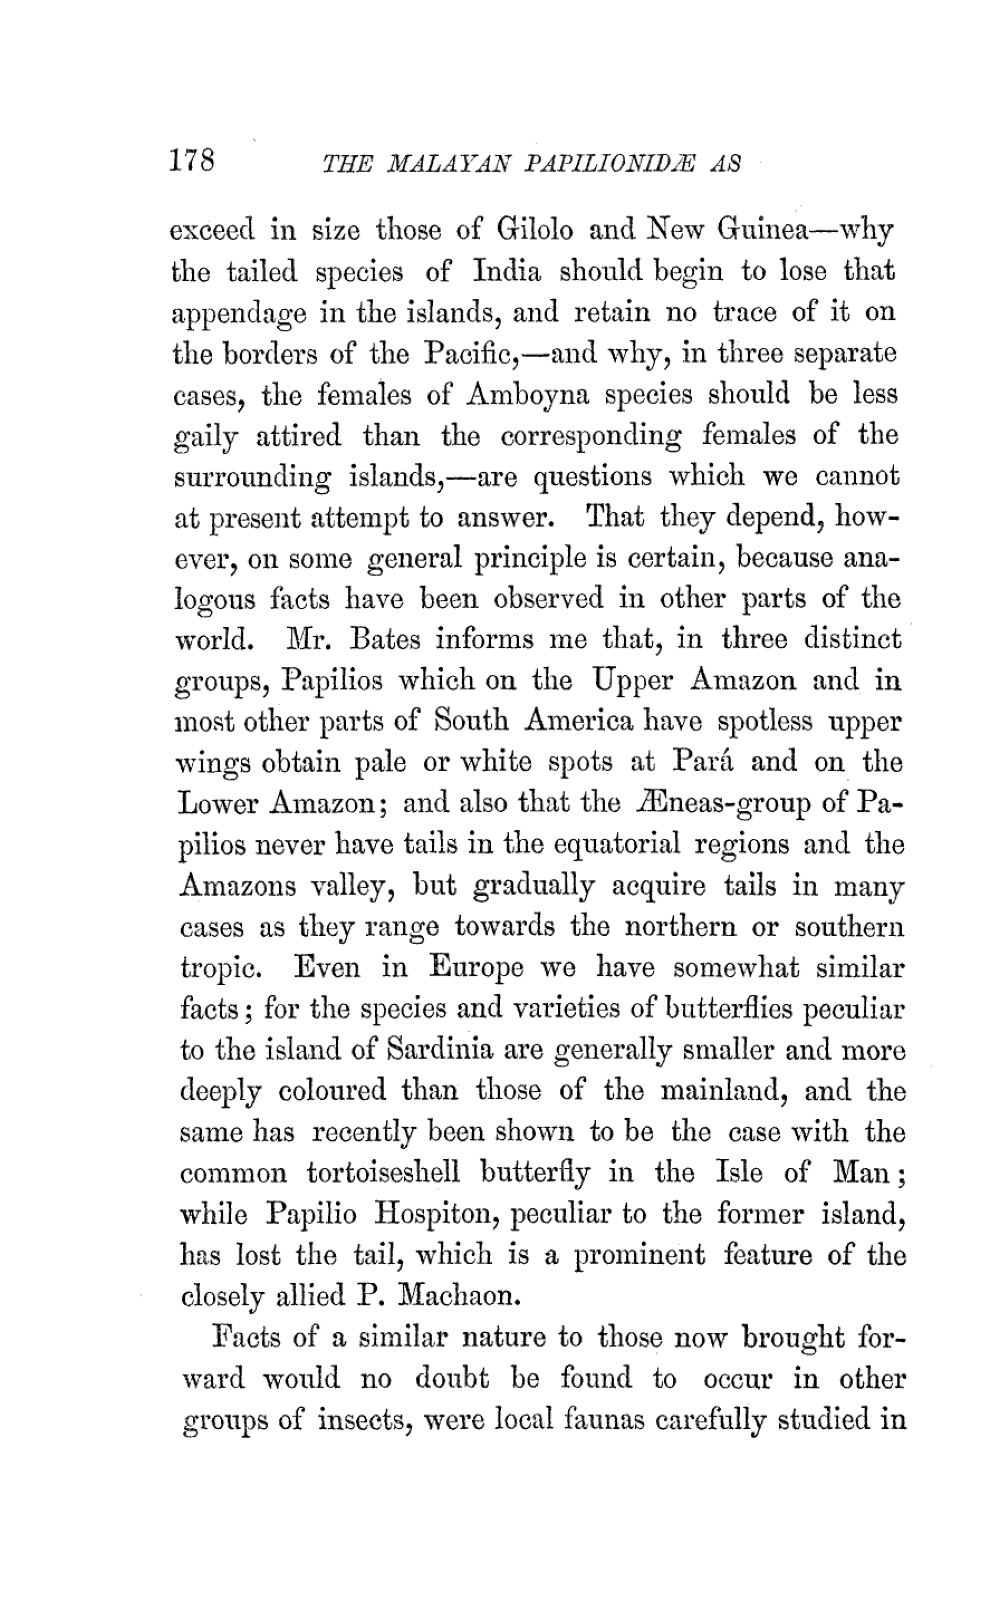 178 THE MALAYAN PAPILIONIDÆ AS
exceed in size those of Gilolo and New Guinea—why
the tailed species of India should begin to lose that
appendage in the islands, and retain no trace of it on
the borders of the Pacific,—and why, in three separate
cases, the females of Amboyna species should be less
gaily attired than the corresponding females of the
surrounding islands,—are questions which we cannot
at present attempt to answer. That they depend, how-
ever, on some general principle is certain, because ana-
logous facts have been observed in other parts of the
world. Mr. Bates informs me that, in three distinct
groups, Papilios which on the Upper Amazon and in
most other parts of South America have spotless upper
wings obtain pale or white spots at Pará and on the
Lower Amazon; and also that the Æneas-group of Pa-
pilios never have tails in the equatorial regions and the
Amazons valley, but gradually acquire tails in many
cases as they range towards the northern or southern
tropic. Even in Europe we have somewhat similar
facts; for the species and varieties of butterflies peculiar
to the island of Sardinia are generally smaller and more
deeply coloured than those of the mainland, and the
same has recently been shown to be the case with the
common tortoiseshell butterfly in the Isle of Man;
while Papilio Hospiton, peculiar to the former island,
has lost the tail, which is a prominent feature of the
closely allied P. Machaon.
Facts of a similar nature to those now brought for-
ward would no doubt be found to occur in other
groups of insects, were local faunas carefully studied in